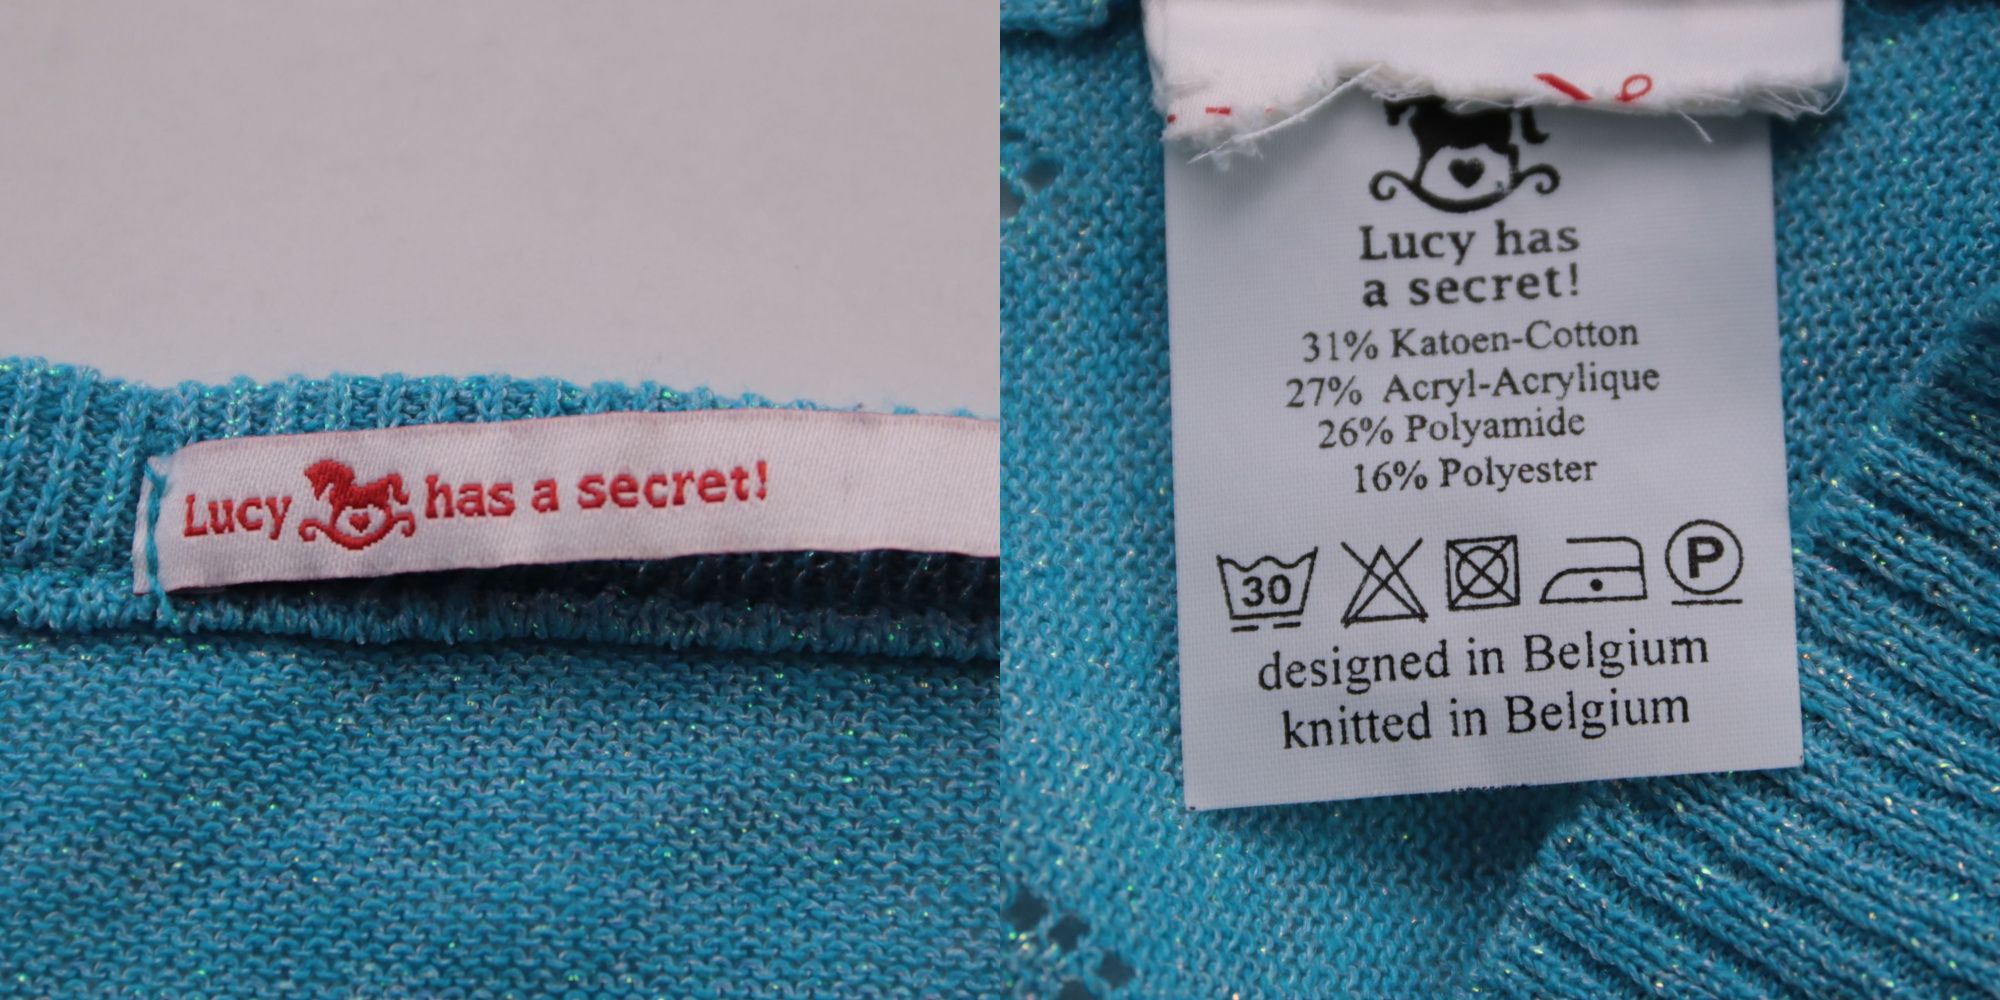 Lucy has a secret!
Lucy has
a secret!
31% Katoen-Cotton
27% Acryl-Acrylique
26% Polyamide
16% Polyester
30 P
designed in Belgium
knitted in Belgium